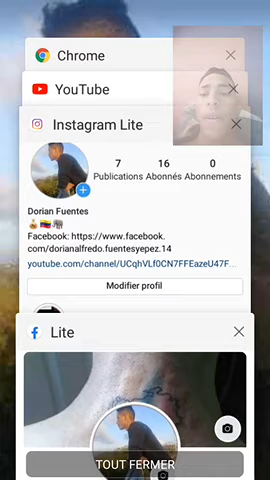 Chrome
YouTube
Instagram Lite
7 16 0
Publications Abonnés Abonnements
Dorian Fuentes
Facebook: https://www.facebook.
com/dorianalfredo.fuentesyepez.14
youtube.com/channel/UCqhVLf0CN7FFEazeU47F...
Modifier profil
Lite
TOUT FERMER